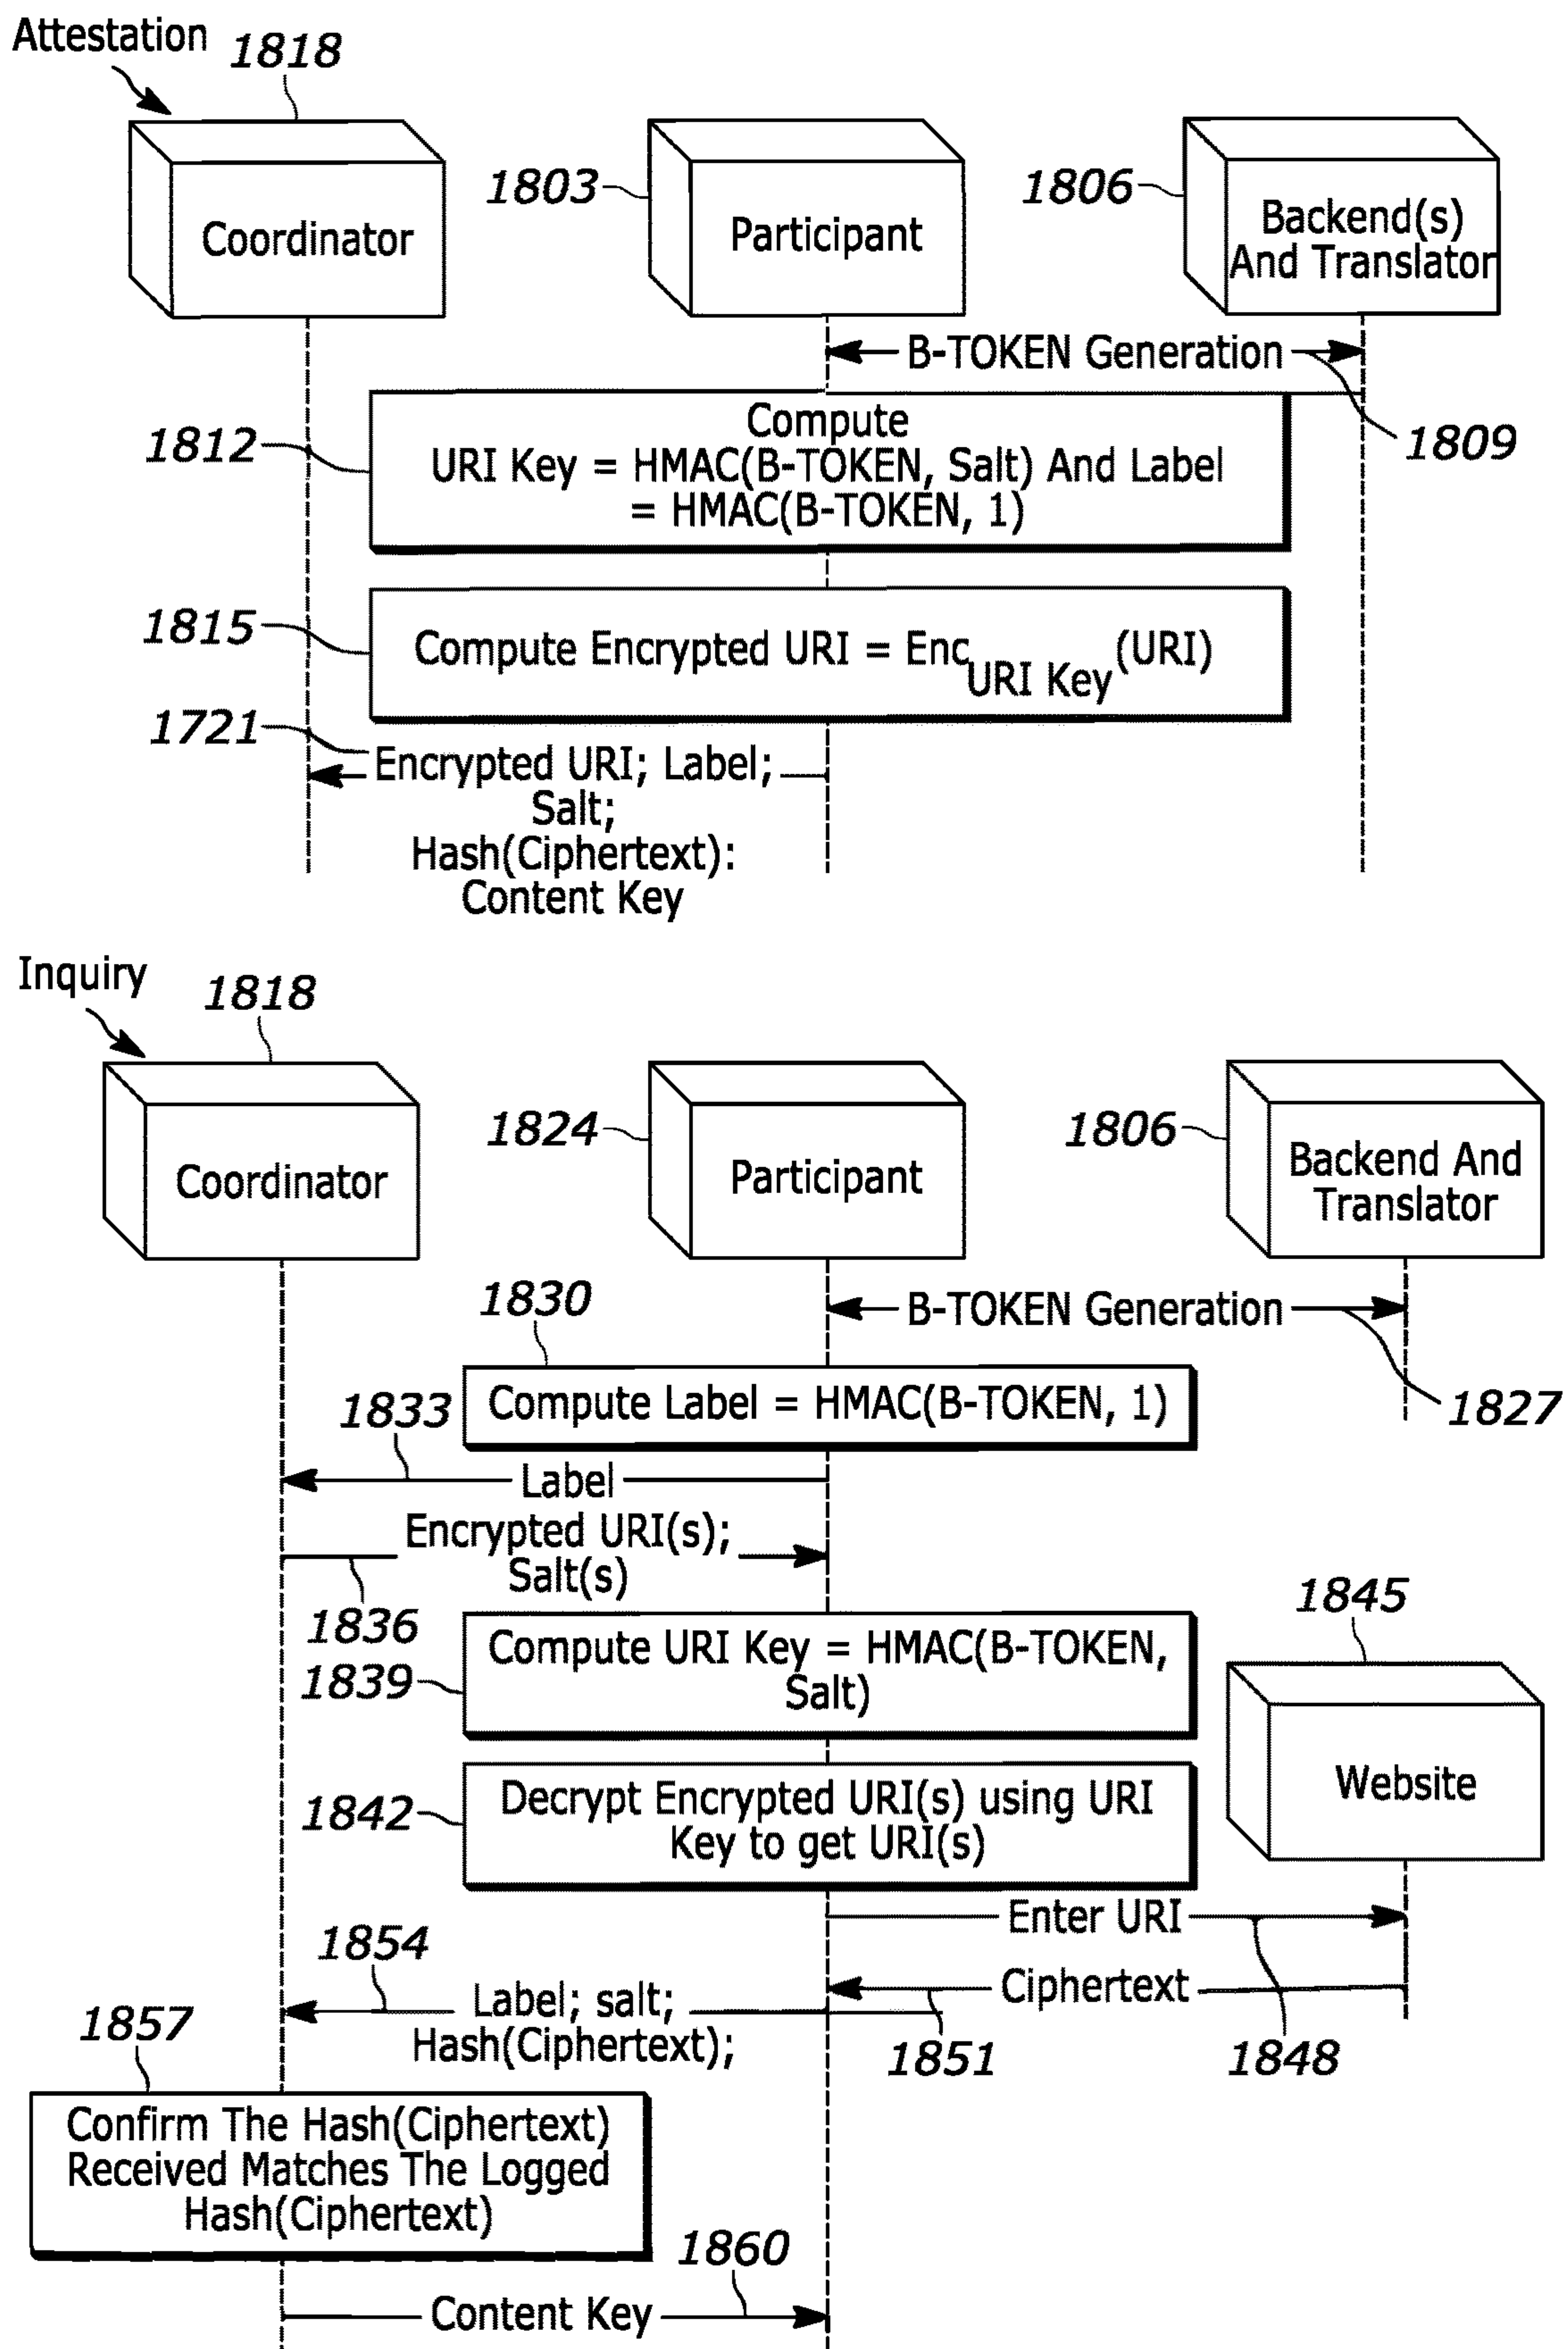 Attestation
1818
Coordinator
1803
Participant
1806
Backend(s)
And Translator
B-TOKEN Generation
1809
1812
Compute
URI Key = HMAC(B-TOKEN, Salt) And Label
= HMAC(B-TOKEN, 1)
1815
Compute Encrypted URI = Enc URI Key (URI)
1721
Encrypted URI; Label;
Salt;
Hash(Ciphertext):
Content Key
Inquiry
1818
Coordinator
1824
Participant
1806
Backend And
Translator
B-TOKEN Generation
1827
1830
Compute Label = HMAC(B-TOKEN, 1)
1833
Label
Encrypted URI(s);
Salt(s)
1836
1839
Compute URI Key = HMAC(B-TOKEN,
Salt)
1845
Website
1842
Decrypt Encrypted URI(s) using URI
Key to get URI(s)
Enter URI
1848
Ciphertext
1851
1854
Label; salt;
Hash(Ciphertext);
1857
Confirm The Hash(Ciphertext)
Received Matches The Logged
Hash(Ciphertext)
1860
Content Key